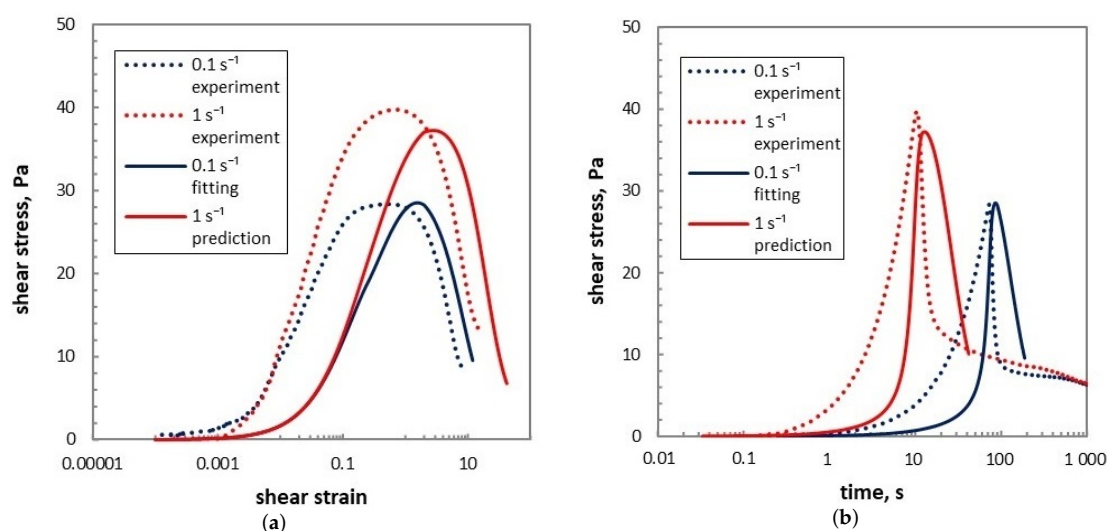 50
40
30
20
10
0
shear stress, Pa
0.1 s⁻¹
experiment
1 s⁻¹
experiment
0.1 s⁻¹
fitting
1 s⁻¹
prediction
0.00001 0.001 0.1 10
shear strain
(a)
50
40
30
20
10
0
shear stress, Pa
0.1 s⁻¹
experiment
1 s⁻¹
experiment
0.1 s⁻¹
fitting
1 s⁻¹
prediction
0.01 0.1 1 10 100 1 000
time, s
(b)